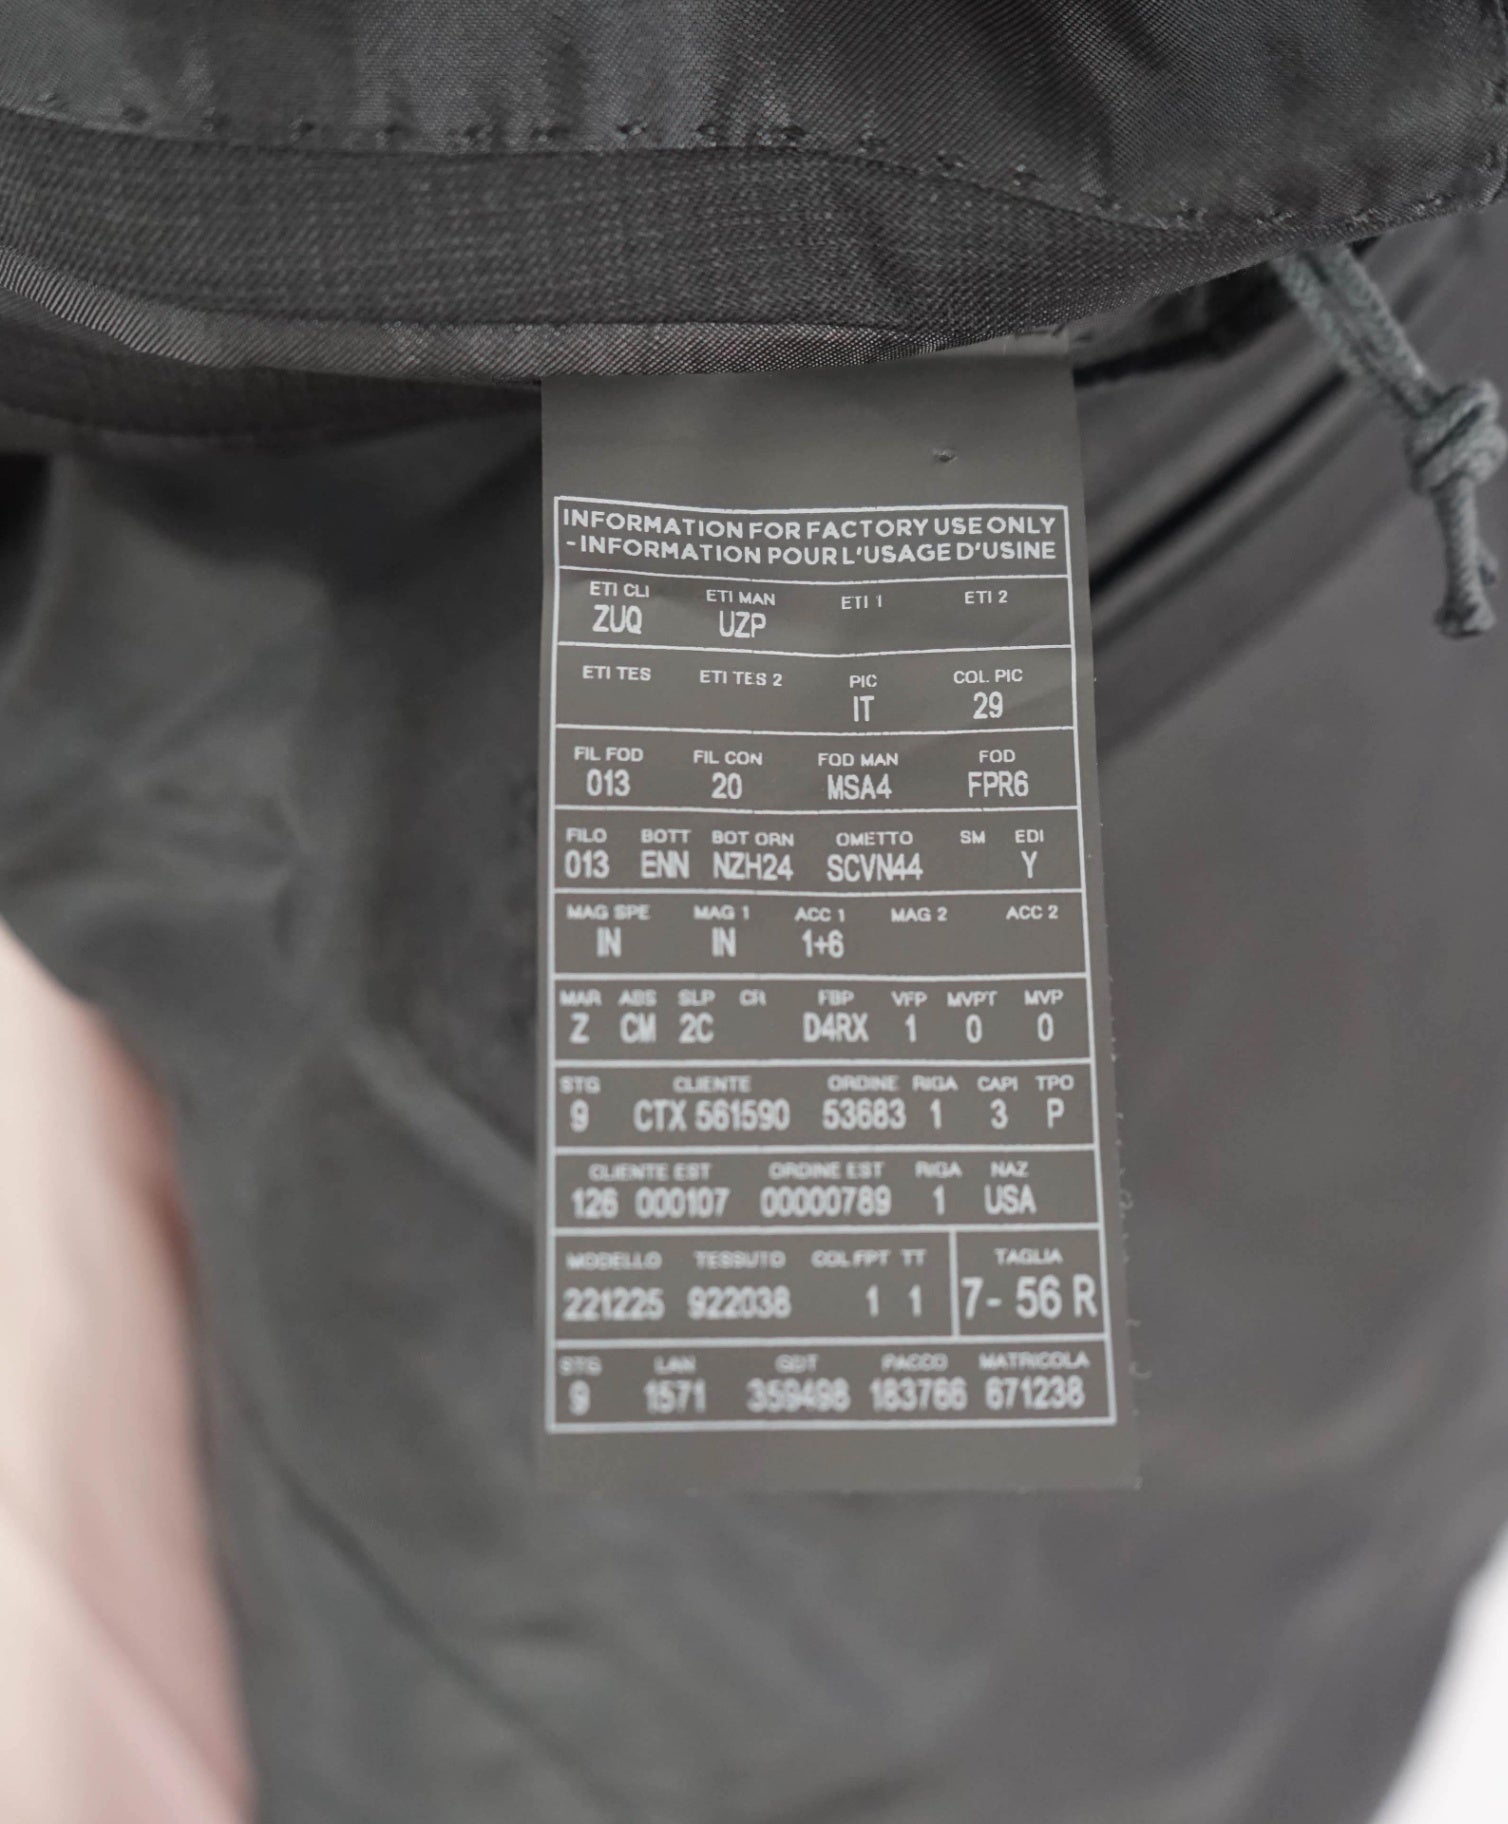 INFORMATION FOR FACTORY USE ONLY
- INFORMATION POUR L'USAGE D'USINE
ETI CLI ETI MAN ETI 1 ETI 2
ZUQ UZP
ETI TES ETI TES 2 PIC COL. PIC
IT 29
FIL FOD FIL CON FOD MAN FOD
013 20 MSA4 FPR6
FILO BOTT BOT ORN OMETTO SM EDI
013 ENN NZH24 SCVN44 Y
MAG SPE MAG 1 ACC 1 MAG 2 ACC 2
IN IN 1+6
MAR ABS SLP CR FBP VFP MVPT MVP
Z CM 2C D4RX 1 0 0
STG CLIENTE ORDINE RIGA CAPI TPO
9 CTX 561590 53683 1 3 P
CLIENTE EST ORDINE EST RIGA NAZ
126 000107 00000789 1 USA
MODELLO TESSUTO COL FPT TT TAGLIA
221225 922038 1 1 7- 56 R
STG LAN GBT PACCO MATRICOLA
9 1571 359498 183766 671238